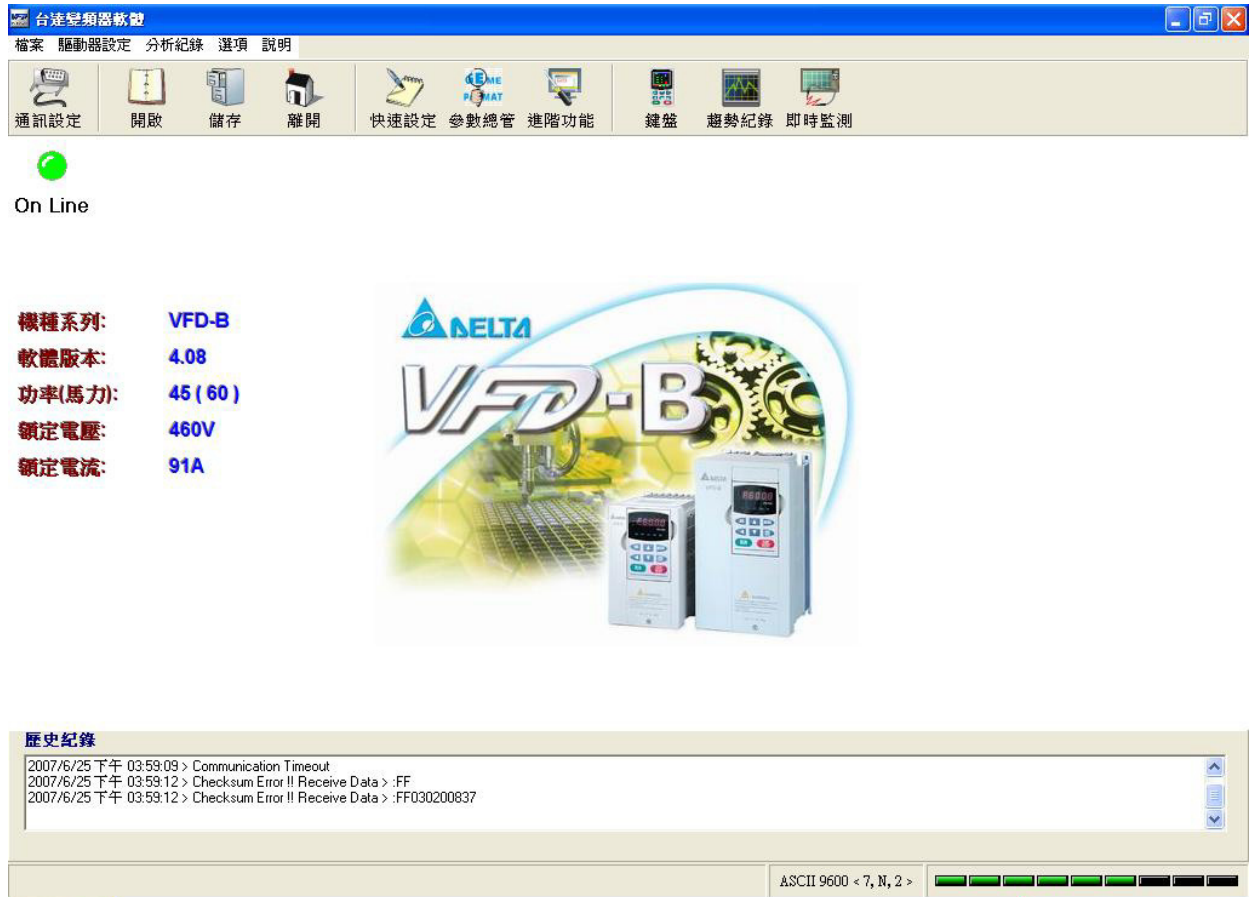 台達變頻器軟體
檔案 驅動器設定 分析紀錄 選項 說明
通訊設定 開啟 儲存 離開 快速設定 參數總管 進階功能 鍵盤 趨勢紀錄 即時監測
On Line
機種系列: VFD-B
軟體版本: 4.08
功率(馬力): 45 ( 60 )
額定電壓: 460V
額定電流: 91A
DELTA
VFD-B
歷史紀錄
2007/6/25 下午 03:59:09 > Communication Timeout
2007/6/25 下午 03:59:12 > Checksum Error !! Receive Data > :FF
2007/6/25 下午 03:59:12 > Checksum Error !! Receive Data > :FF030200837
ASCII 9600 < 7, N, 2 >